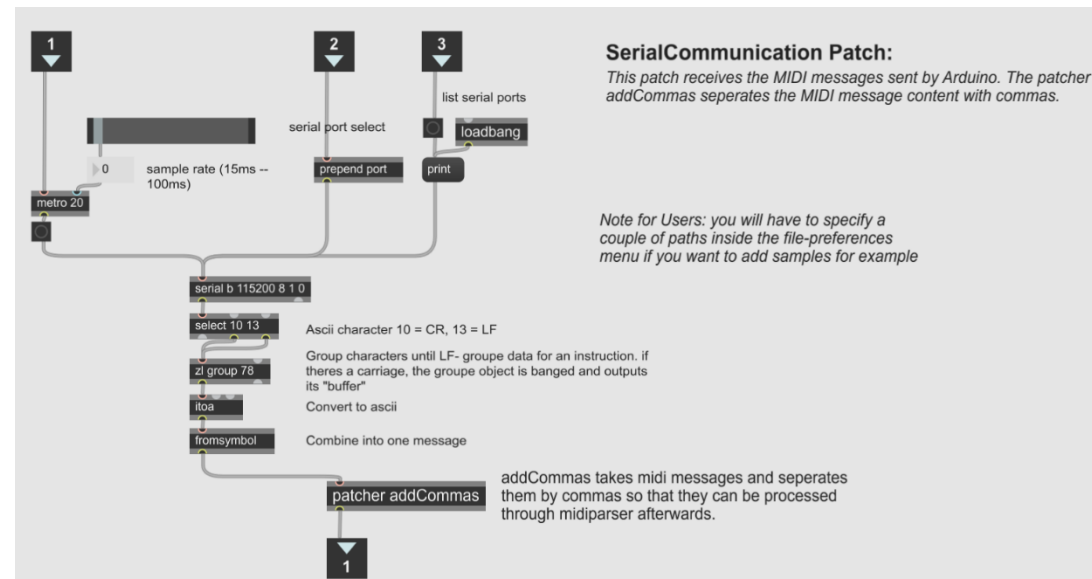 1
2
3
SerialCommunication Patch:
This patch receives the MIDI messages sent by Arduino. The patcher
addCommas seperates the MIDI message content with commas.
list serial ports
serial port select
loadbang
0
sample rate (15ms --
100ms)
prepend port
print
metro 20
Note for Users: you will have to specify a
couple of paths inside the file-preferences
menu if you want to add samples for example
serial b 115200 8 1 0
select 10 13
Ascii character 10 = CR, 13 = LF
zl group 78
Group characters until LF- groupe data for an instruction. if
theres a carriage, the groupe object is banged and outputs
its "buffer"
itoa
Convert to ascii
fromsymbol
Combine into one message
patcher addCommas
addCommas takes midi messages and seperates
them by commas so that they can be processed
through midiparser afterwards.
1